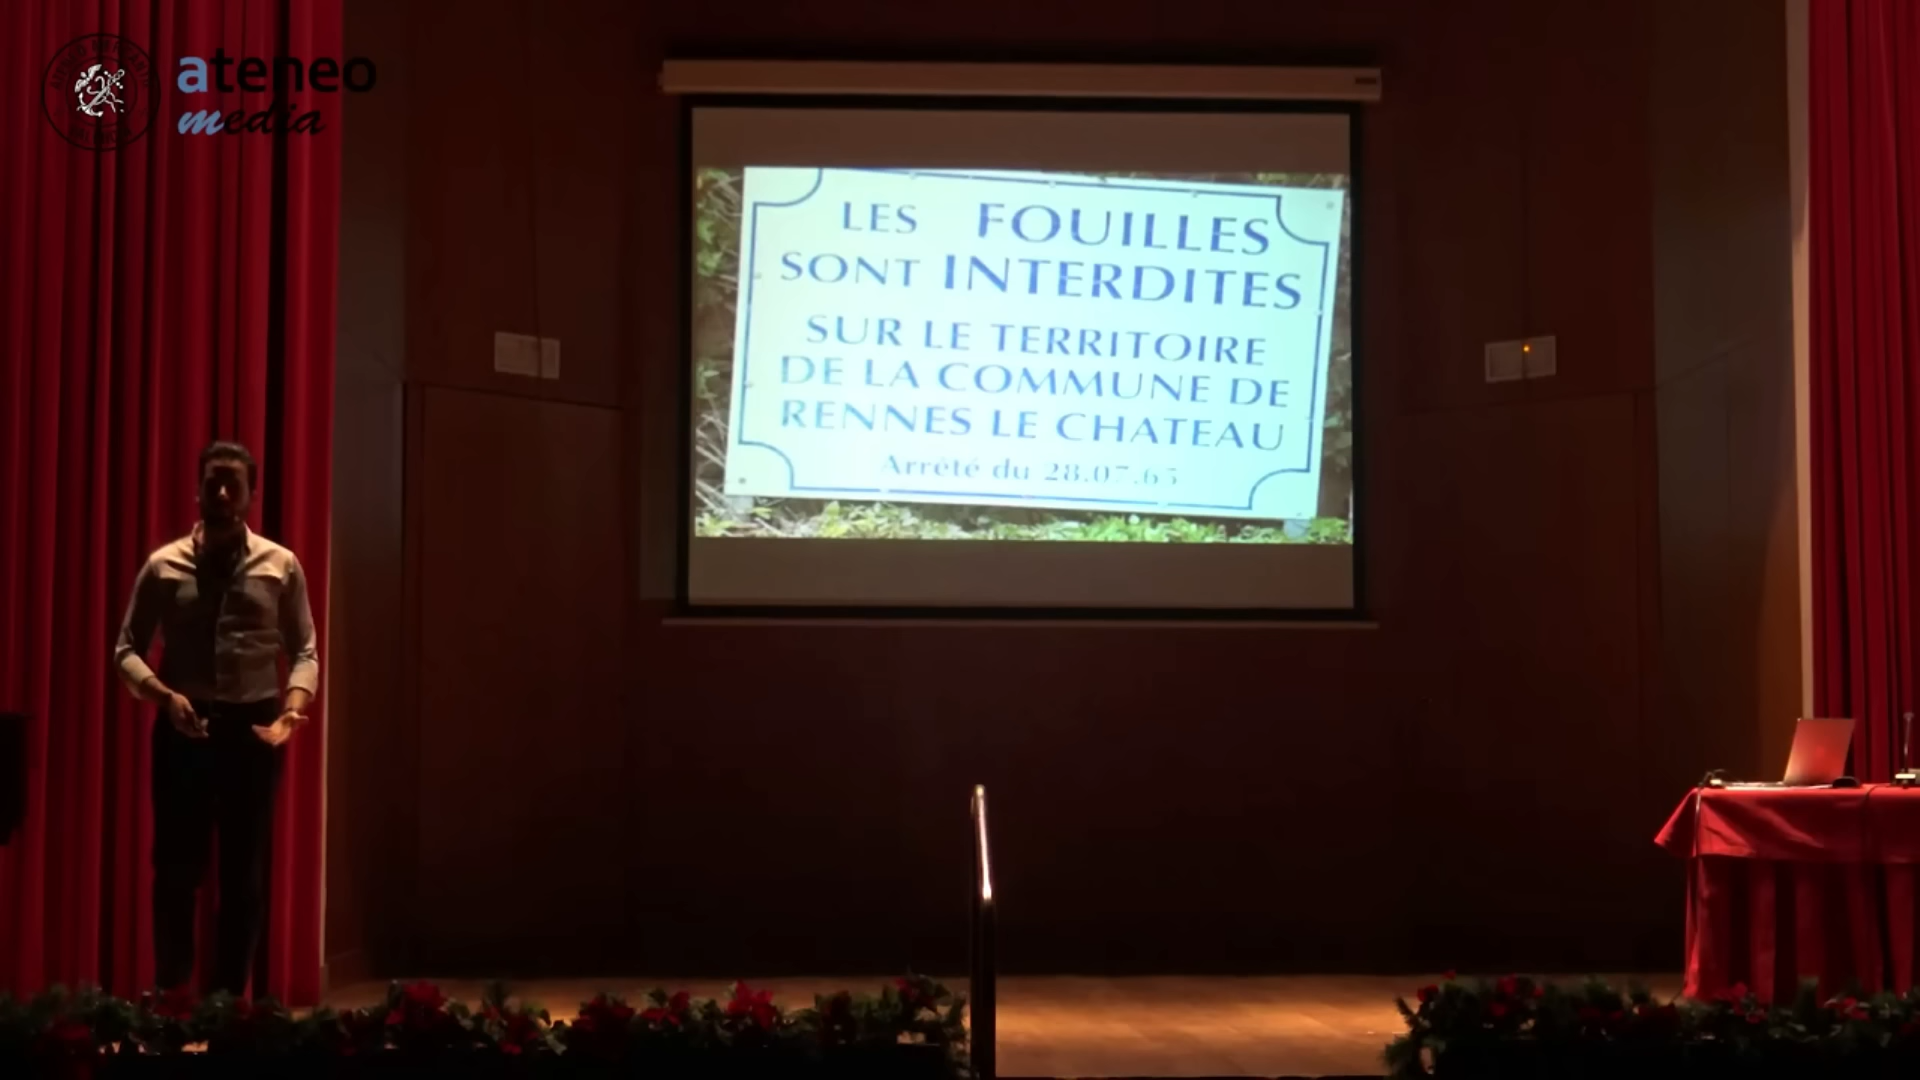 ateneo
media
LES FOUILLES
SONT INTERDITES
SUR LE TERRITOIRE
DE LA COMMUNE DE
RENNES LE CHATEAU
Arrêté du 28.07.65